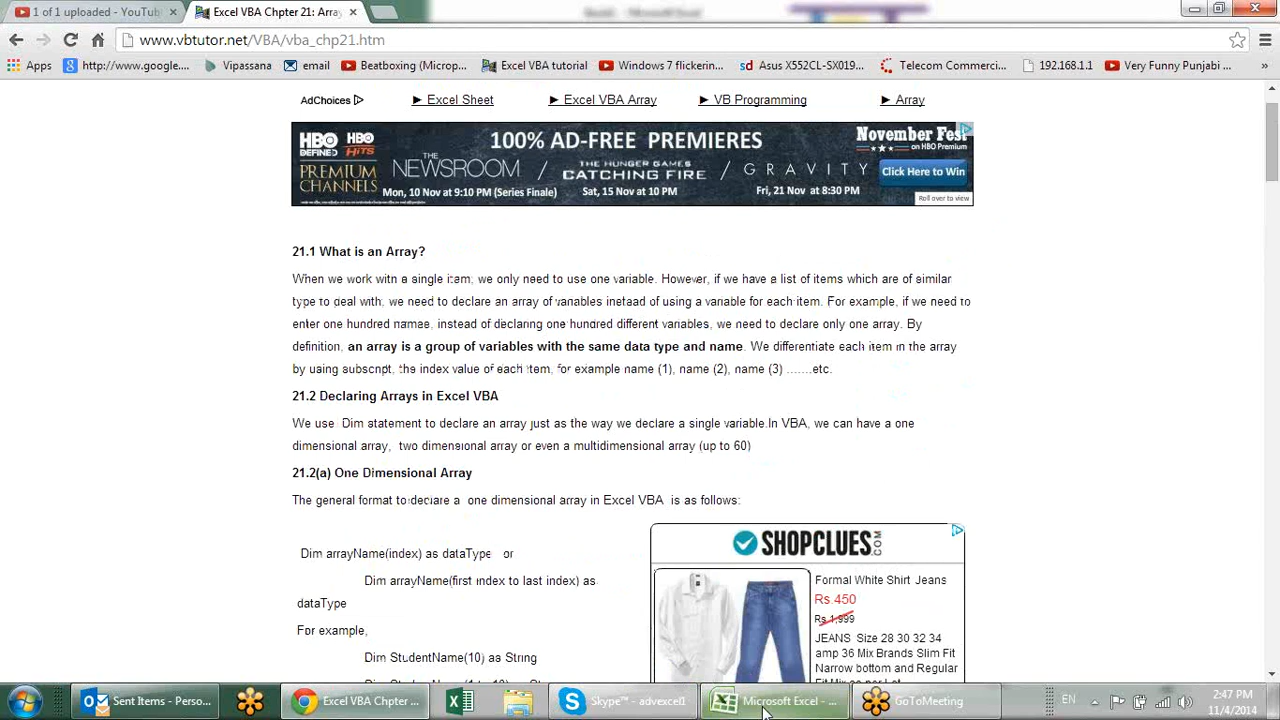 1 of 1 uploaded - YouTub
Excel VBA Chpter 21: Arra
www.vbtutor.net/VBA/vba_chp21.htm
Apps http://www.google.... Vipassana email Beatboxing (Microp... Excel VBA tutorial Windows 7 flickerin... Asus X552CL-SX019... Telecom Commerci... 192.168.1.1 Very Funny Punjabi ... »
AdChoices ► Excel Sheet ► Excel VBA Array ► VB Programming ► Array
HBO DEFINED HBO HITS PREMIUM CHANNELS
100% AD-FREE PREMIERES
THE NEWSROOM / THE HUNGER GAMES CATCHING FIRE / GRAVITY
Mon, 10 Nov at 9:10 PM (Series Finale) Sat, 15 Nov at 10 PM Fri, 21 Nov at 8:30 PM
November Fest
on HBO Premium
Click Here to Win
Roll over to view
21.1 What is an Array?
When we work with a single item, we only need to use one variable. However, if we have a list of items which are of similar
type to deal with, we need to declare an array of variables instead of using a variable for each item. For example, if we need to
enter one hundred names, instead of declaring one hundred different variables, we need to declare only one array. By
definition, an array is a group of variables with the same data type and name. We differentiate each item in the array
by using subscript, the index value of each item, for example name (1), name (2), name (3) .......etc.
21.2 Declaring Arrays in Excel VBA
We use Dim statement to declare an array just as the way we declare a single variable.In VBA, we can have a one
dimensional array, two dimensional array or even a multidimensional array (up to 60)
21.2(a) One Dimensional Array
The general format to declare a one dimensional array in Excel VBA is as follows:
Dim arrayName(index) as dataType or
Dim arrayName(first index to last index) as
dataType
For example,
Dim StudentName(10) as String
SHOPCLUES.COM
Formal White Shirt Jeans
Rs.450
Rs.1,999
JEANS Size 28 30 32 34
amp 36 Mix Brands Slim Fit
Narrow bottom and Regular
Sent Items - Perso... Excel VBA Chpter ... Skype™ - advexcel1 Microsoft Excel - ... GoToMeeting EN
2:47 PM
11/4/2014